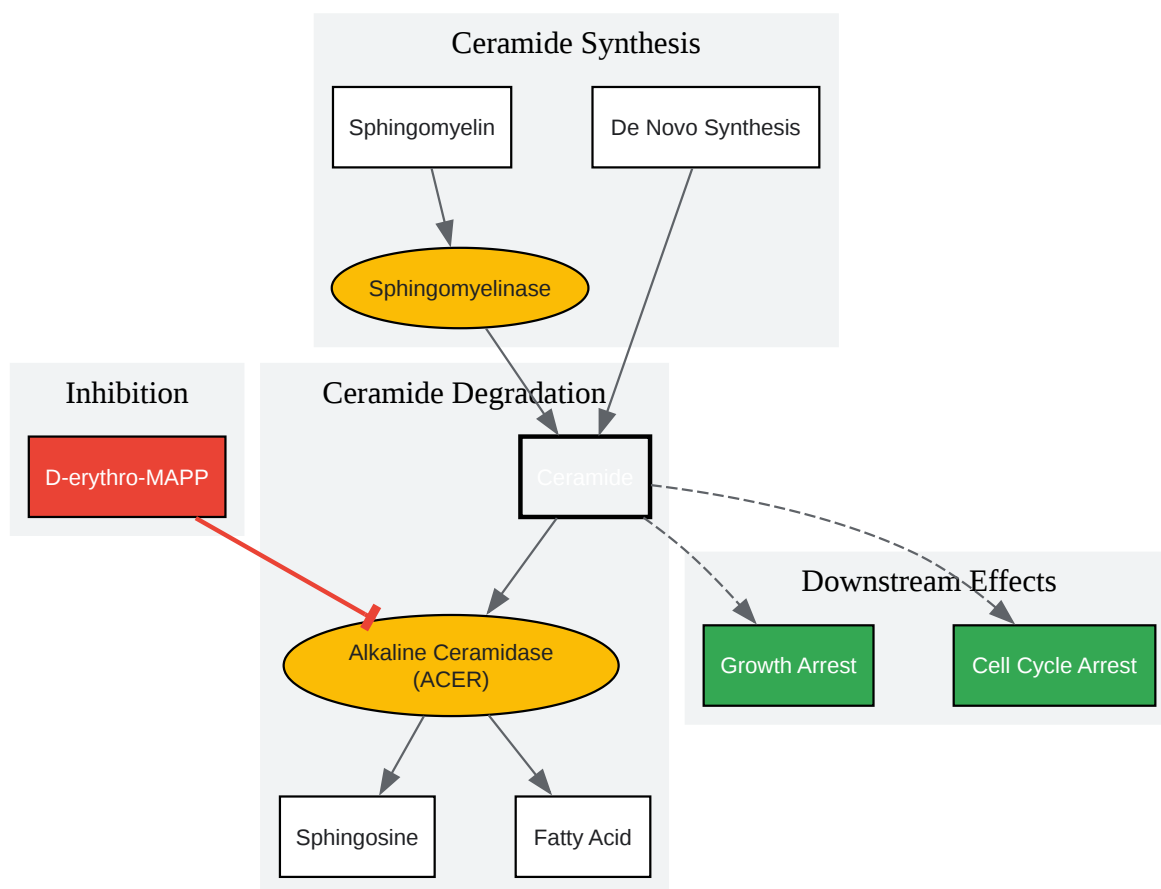 Ceramide Synthesis
Sphingomyelin
De Novo Synthesis
Sphingomyelinase
Inhibition
Ceramide Degradation
D-erythro-MAPP
Ceramide
Downstream Effects
Alkaline Ceramidase
(ACER)
Growth Arrest
Cell Cycle Arrest
Sphingosine
Fatty Acid